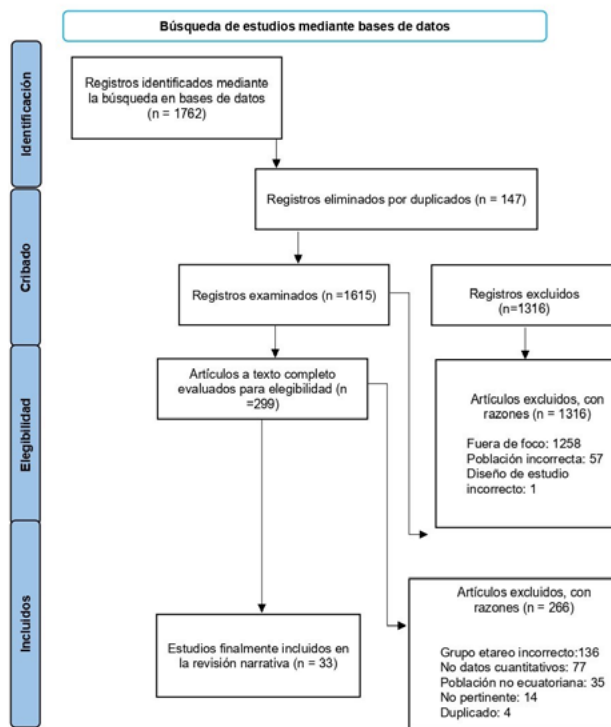 Búsqueda de estudios mediante bases de datos
Identificación
Registros identificados mediante
la búsqueda en bases de datos
(n = 1762)
Registros eliminados por duplicados (n = 147)
Cribado
Registros examinados (n =1615)
Registros excluidos
(n=1316)
Elegibilidad
Artículos a texto completo
evaluados para elegibilidad (n
=299)
Artículos excluidos, con
razones (n = 1316)
Fuera de foco: 1258
Población incorrecta: 57
Diseño de estudio
incorrecto: 1
Incluidos
Estudios finalmente incluidos en
la revisión narrativa (n = 33)
Artículos excluidos, con
razones (n = 266)
Grupo etareo incorrecto:136
No datos cuantitativos: 77
Población no ecuatoriana: 35
No pertinente: 14
Duplicado: 4